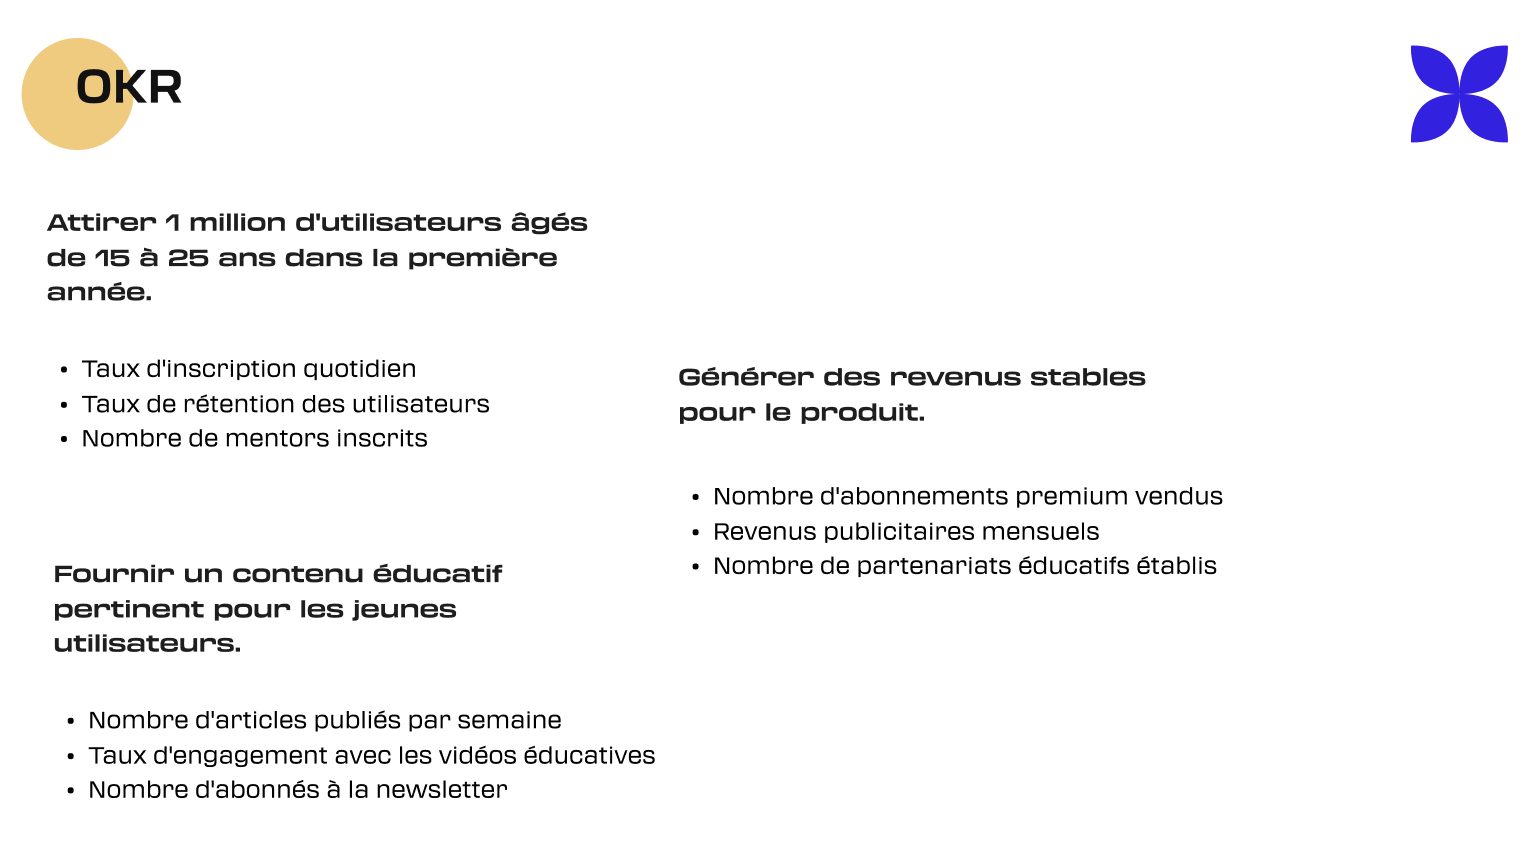 OKR
Attirer 1 million d'utilisateurs âgés
de 15 à 25 ans dans la première
année.
• Taux d'inscription quotidien
• Taux de rétention des utilisateurs
• Nombre de mentors inscrits
Fournir un contenu éducatif
pertinent pour les jeunes
utilisateurs.
• Nombre d'articles publiés par semaine
• Taux d'engagement avec les vidéos éducatives
• Nombre d'abonnés à la newsletter
Générer des revenus stables
pour le produit.
• Nombre d'abonnements premium vendus
• Revenus publicitaires mensuels
• Nombre de partenariats éducatifs établis